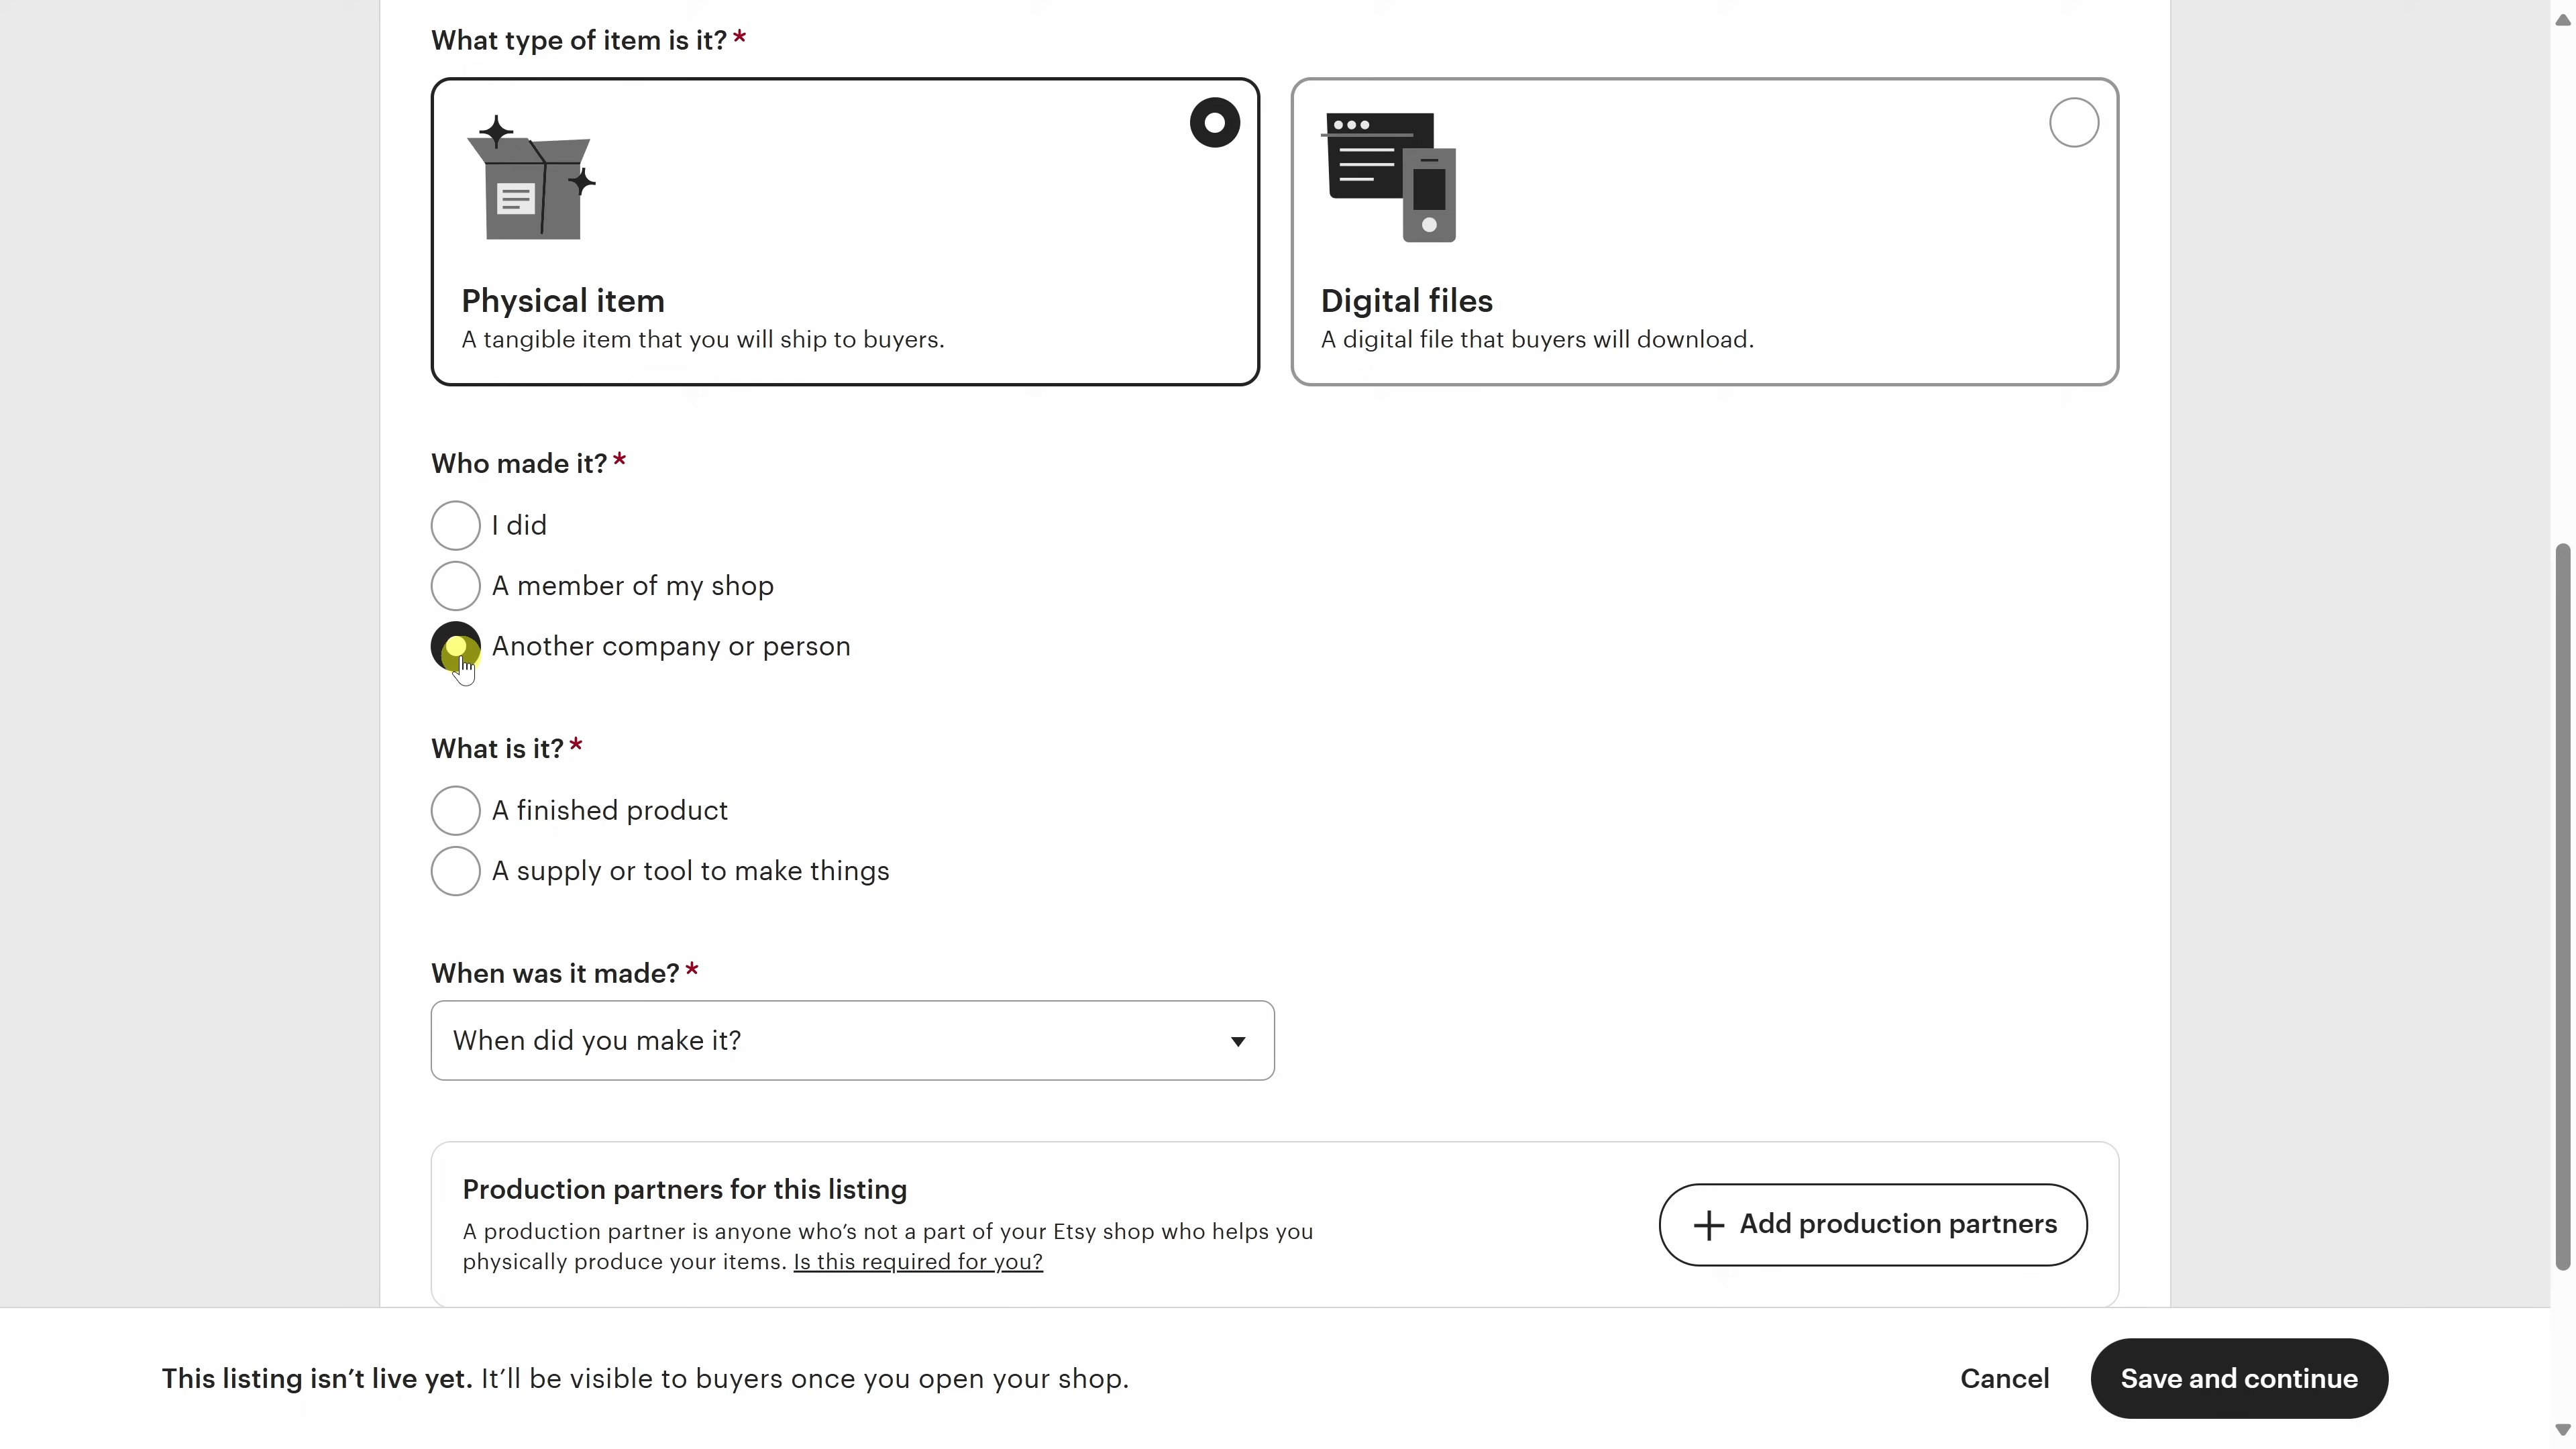 What type of item is it? *
Physical item
A tangible item that you will ship to buyers.
Digital files
A digital file that buyers will download.
Who made it? *
I did
A member of my shop
Another company or person
What is it? *
A finished product
A supply or tool to make things
When was it made? *
When did you make it?
Production partners for this listing
A production partner is anyone who’s not a part of your Etsy shop who helps you
physically produce your items. Is this required for you?
+ Add production partners
This listing isn’t live yet. It’ll be visible to buyers once you open your shop.
Cancel
Save and continue